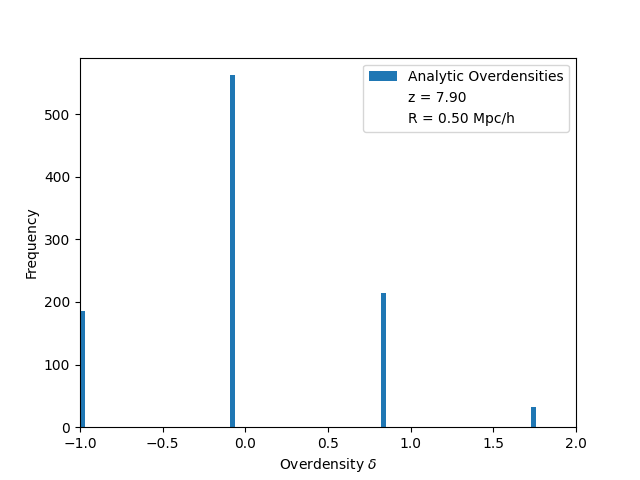 Analytic Overdensities
z = 7.90
R = 0.50 Mpc/h
500
400
300
200
100
0
Frequency
−1.0 −0.5 0.0 0.5 1.0 1.5 2.0
Overdensity δ